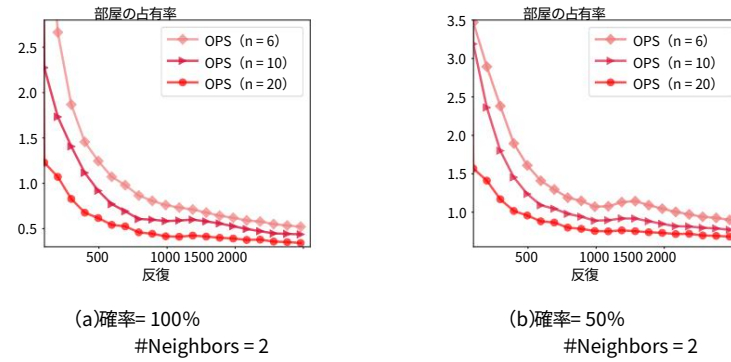 部屋の占有率
2.5
2.0
1.5
1.0
0.5
OPS（n = 6）
OPS（n = 10）
OPS（n = 20）
500
1000 1500 2000
反復
(a)確率= 100%
#Neighbors = 2
部屋の占有率
3.5
3.0
2.5
2.0
1.5
1.0
OPS（n = 6）
OPS（n = 10）
OPS（n = 20）
500
1000 1500 2000
反復
(b)確率= 50%
#Neighbors = 2